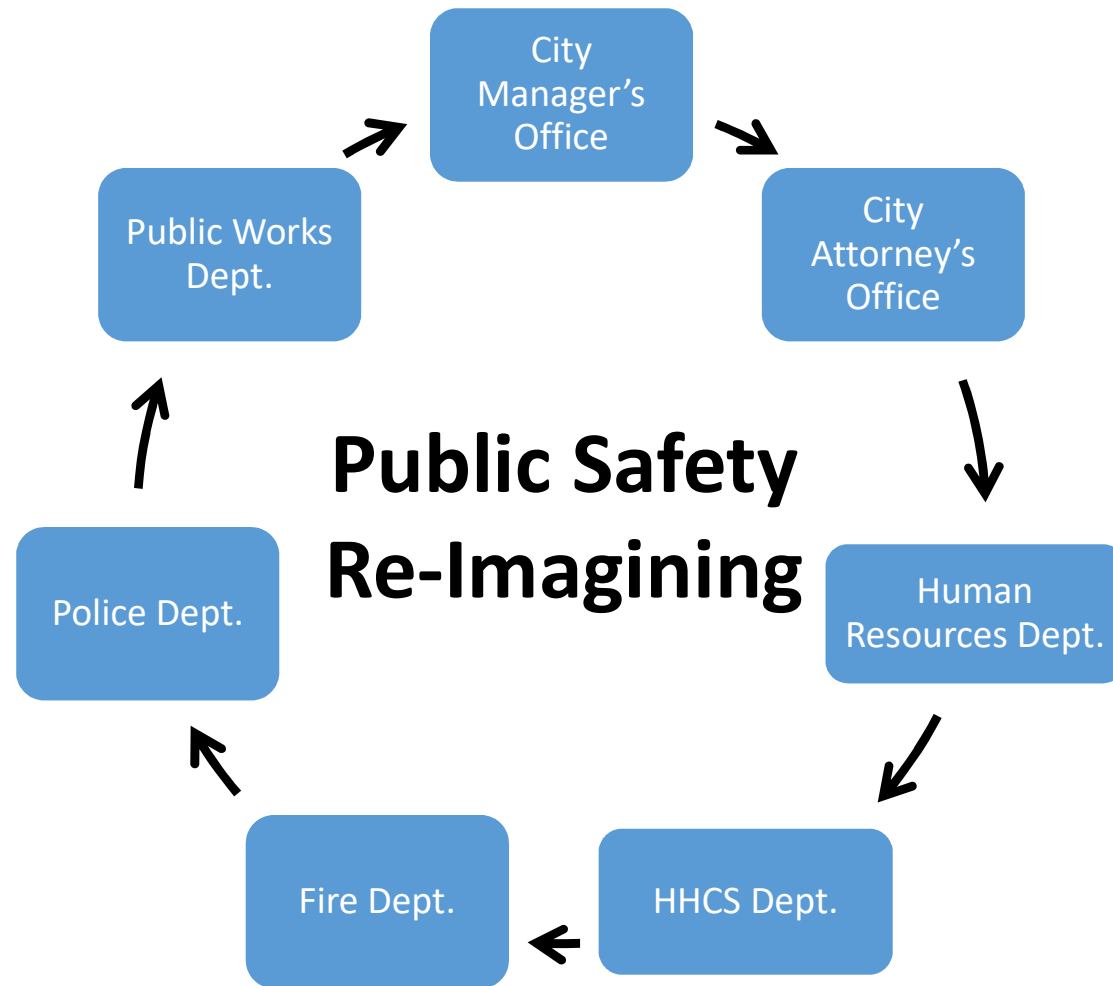 City
Manager’s
Office
City
Attorney’s
Office
Human
Resources Dept.
HHCS Dept.
Fire Dept.
Police Dept.
Public Works
Dept.
Public Safety
Re-Imagining